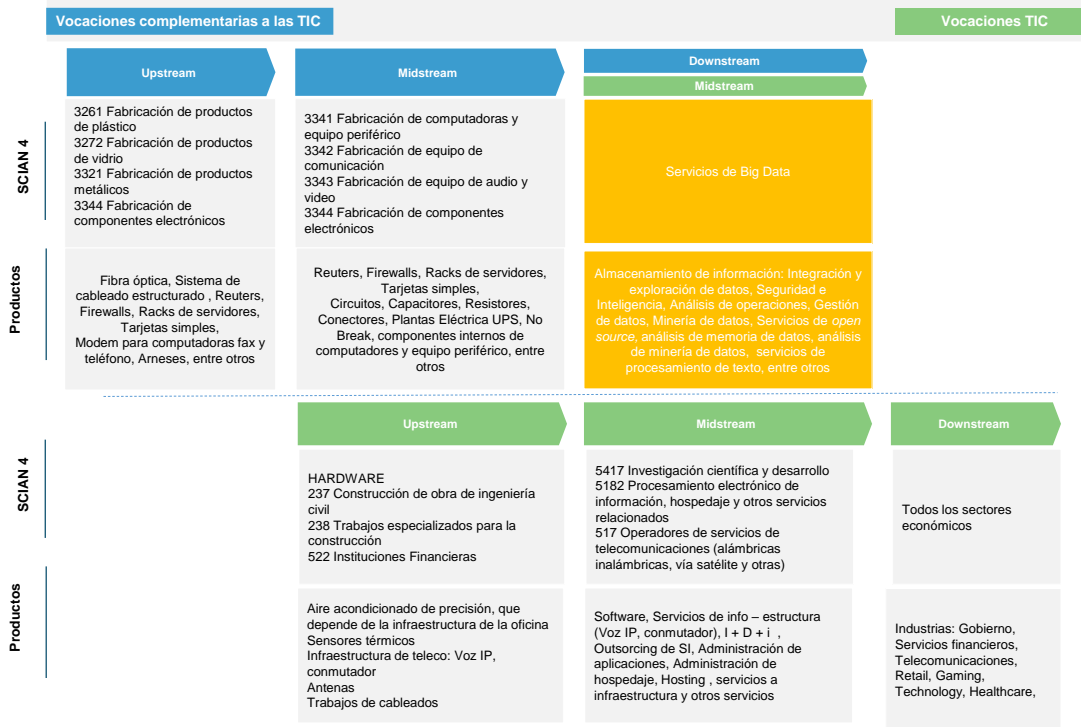 Vocaciones complementarias a las TIC
Vocaciones TIC
Upstream
Midstream
Downstream
Midstream
SCIAN 4
3261 Fabricación de productos
de plástico
3272 Fabricación de productos
de vidrio
3321 Fabricación de productos
metálicos
3344 Fabricación de
componentes electrónicos
3341 Fabricación de computadoras y
equipo periférico
3342 Fabricación de equipo de
comunicación
3343 Fabricación de equipo de audio y
video
3344 Fabricación de componentes
electrónicos
Servicios de Big Data
Productos
Fibra óptica, Sistema de
cableado estructurado , Reuters,
Firewalls, Racks de servidores,
Tarjetas simples,
Modem para computadoras fax y
teléfono, Arneses, entre otros
Reuters, Firewalls, Racks de servidores,
Tarjetas simples,
Circuitos, Capacitores, Resistores,
Conectores, Plantas Eléctrica UPS, No
Break, componentes internos de
computadores y equipo periférico, entre
otros
Almacenamiento de información: Integración y
exploración de datos, Seguridad e
Inteligencia, Análisis de operaciones, Gestión
de datos, Minería de datos, Servicios de open
source, análisis de memoria de datos, análisis
de minería de datos, servicios de
procesamiento de texto, entre otros
Upstream
Midstream
Downstream
SCIAN 4
HARDWARE
237 Construcción de obra de ingeniería
civil
238 Trabajos especializados para la
construcción
522 Instituciones Financieras
5417 Investigación científica y desarrollo
5182 Procesamiento electrónico de
información, hospedaje y otros servicios
relacionados
517 Operadores de servicios de
telecomunicaciones (alámbricas
inalámbricas, vía satélite y otras)
Todos los sectores
económicos
Productos
Aire acondicionado de precisión, que
depende de la infraestructura de la oficina
Sensores térmicos
Infraestructura de teleco: Voz IP,
conmutador
Antenas
Trabajos de cableados
Software, Servicios de info – estructura
(Voz IP, conmutador), I + D + i ,
Outsorcing de SI, Administración de
aplicaciones, Administración de
hospedaje, Hosting , servicios a
infraestructura y otros servicios
Industrias: Gobierno,
Servicios financieros,
Telecomunicaciones,
Retail, Gaming,
Technology, Healthcare,